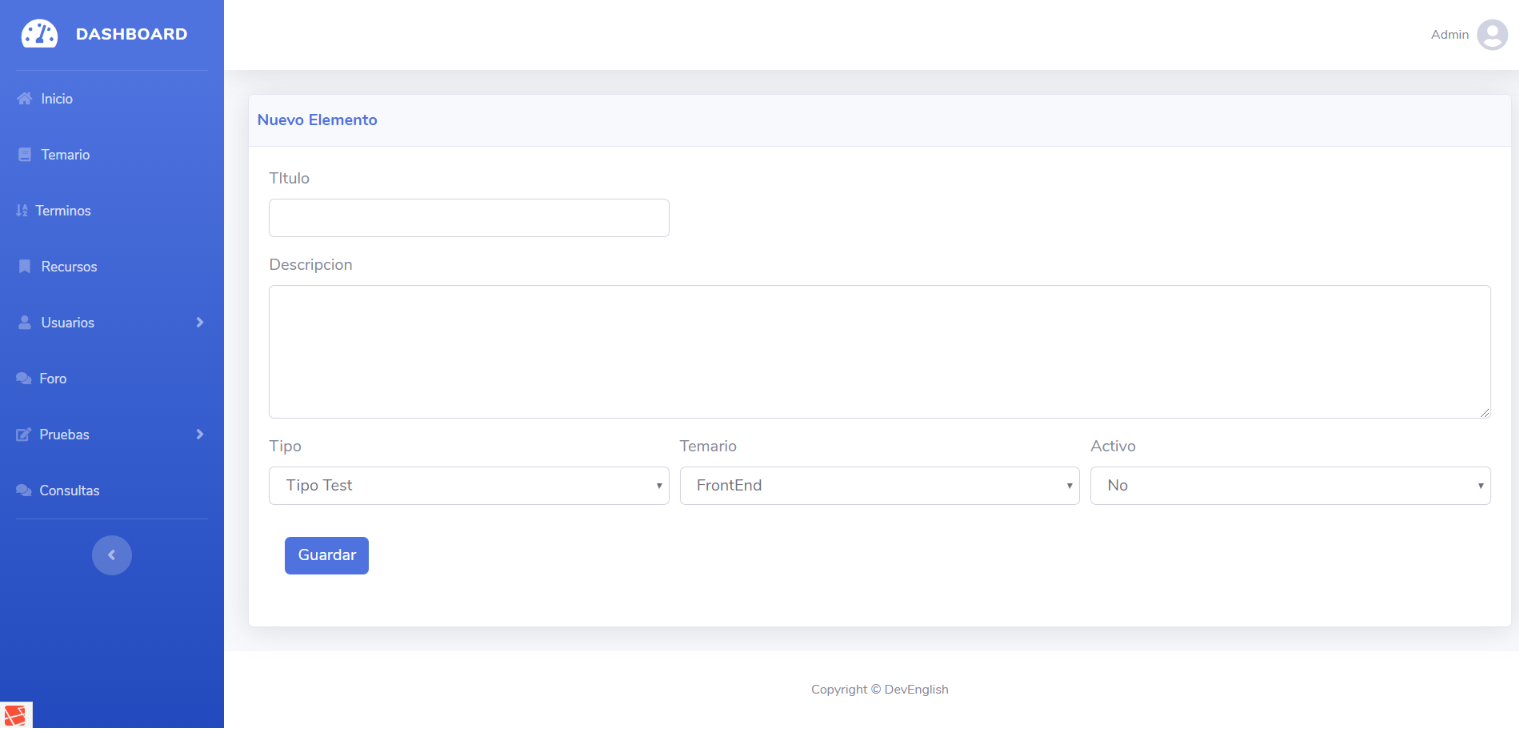 DASHBOARD
Admin
Inicio
Temario
Terminos
Recursos
Usuarios
Foro
Pruebas
Consultas
Nuevo Elemento
TItulo
Descripcion
Tipo
Temario
Activo
Tipo Test
FrontEnd
No
Guardar
Copyright © DevEnglish